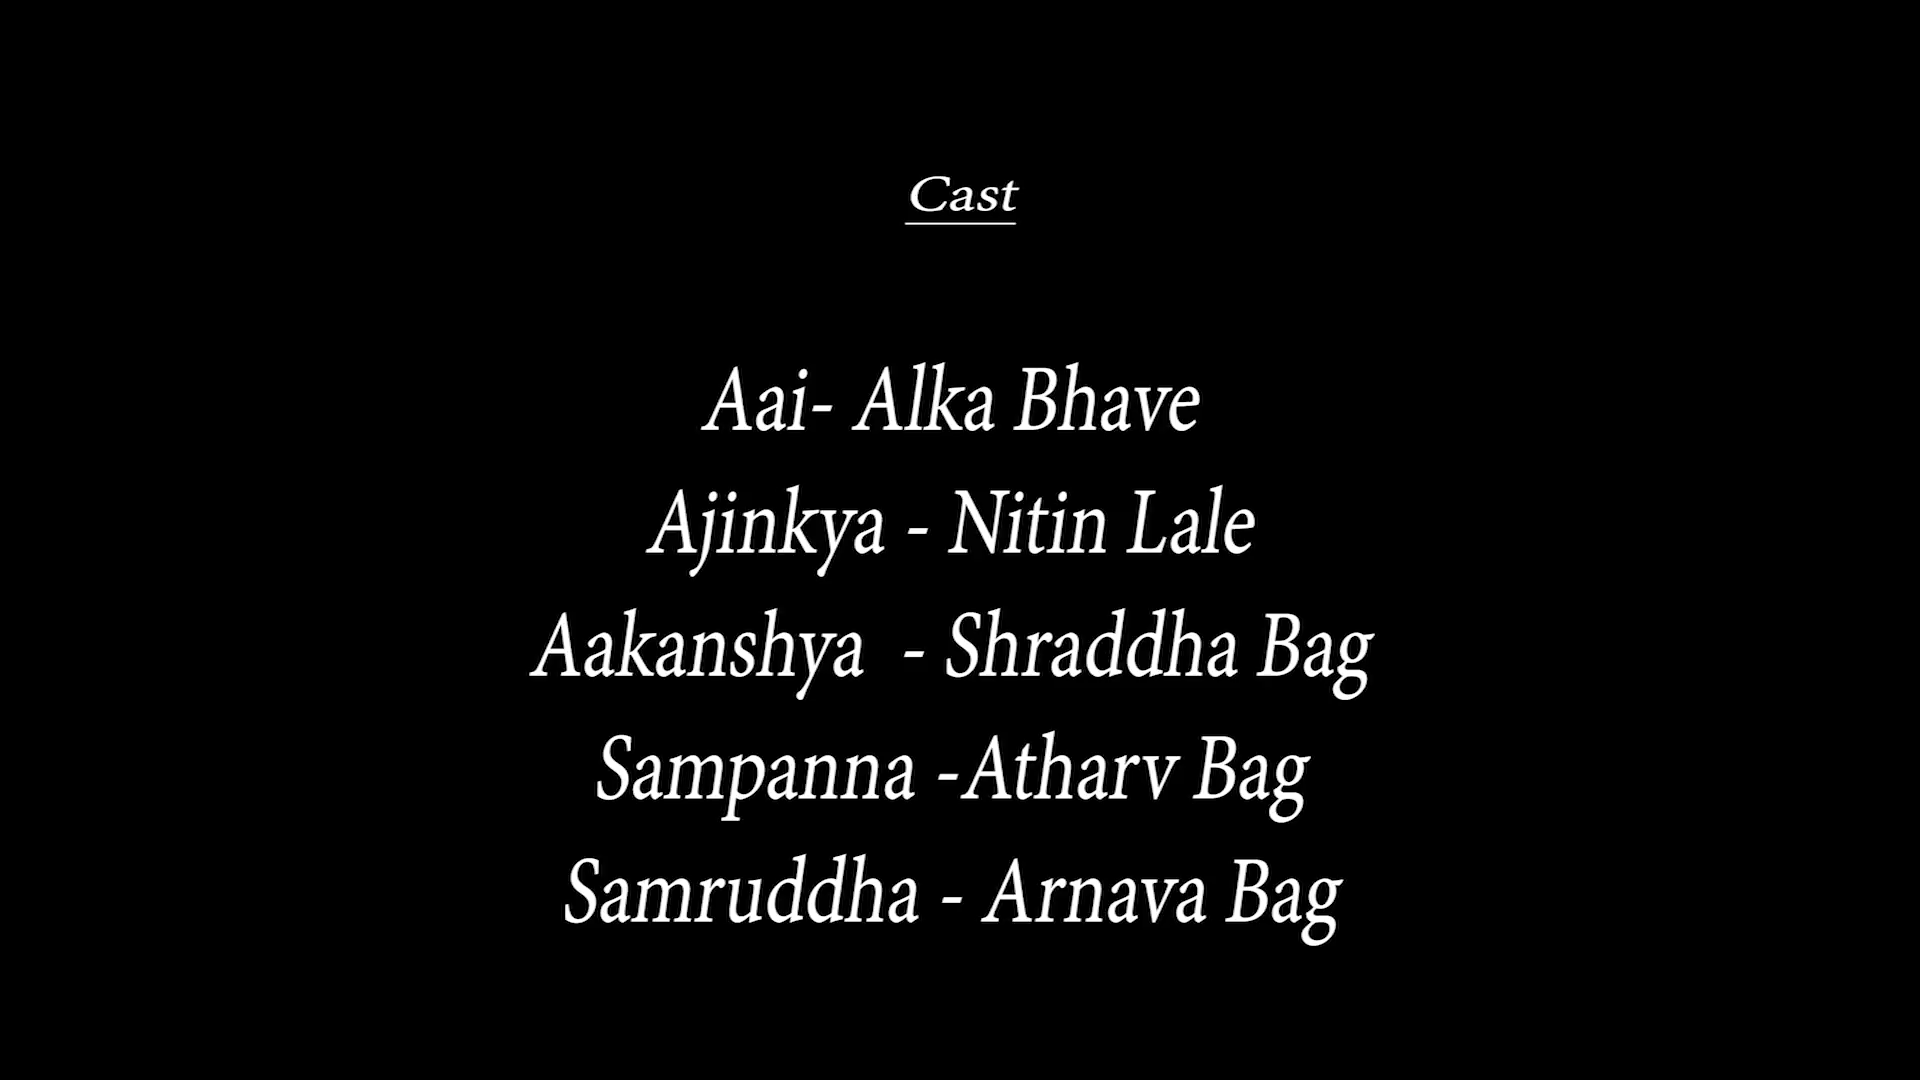 Cast
Aai- Alka Bhave
Ajinkya - Nitin Lale
Aakanshya - Shraddha Bag
Sampanna -Atharv Bag
Samruddha - Arnava Bag